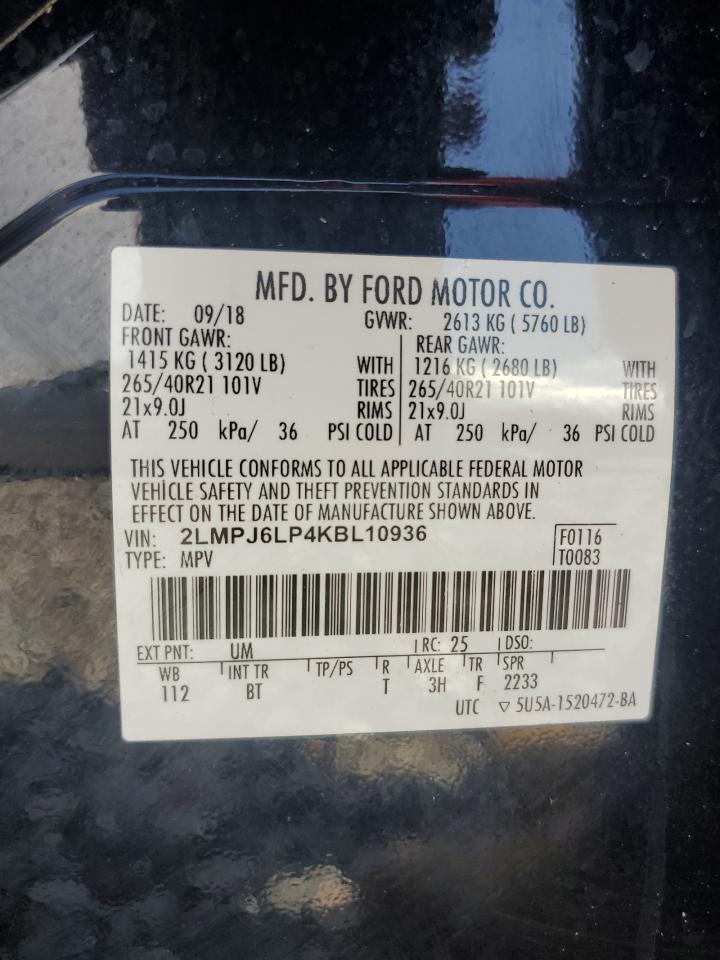 MFD. BY FORD MOTOR CO.
DATE: 09/18 GVWR: 2613 KG ( 5760 LB)
FRONT GAWR: REAR GAWR:
1415 KG ( 3120 LB) WITH 1216 KG ( 2680 LB) WITH
265/40R21 101V TIRES 265/40R21 101V TIRES
21x9.0J RIMS 21x9.0J RIMS
AT 250 kPa/ 36 PSI COLD AT 250 kPa/ 36 PSI COLD
THIS VEHICLE CONFORMS TO ALL APPLICABLE FEDERAL MOTOR
VEHICLE SAFETY AND THEFT PREVENTION STANDARDS IN
EFFECT ON THE DATE OF MANUFACTURE SHOWN ABOVE.
VIN: 2LMPJ6LP4KBL10936 F0116
TYPE: MPV T0083
EXT PNT: UM RC: 25 DSO:
WB INT TR TP/PS R AXLE TR SPR
112 BT T 3H F 2233
UTC ▽ 5U5A-1520472-BA